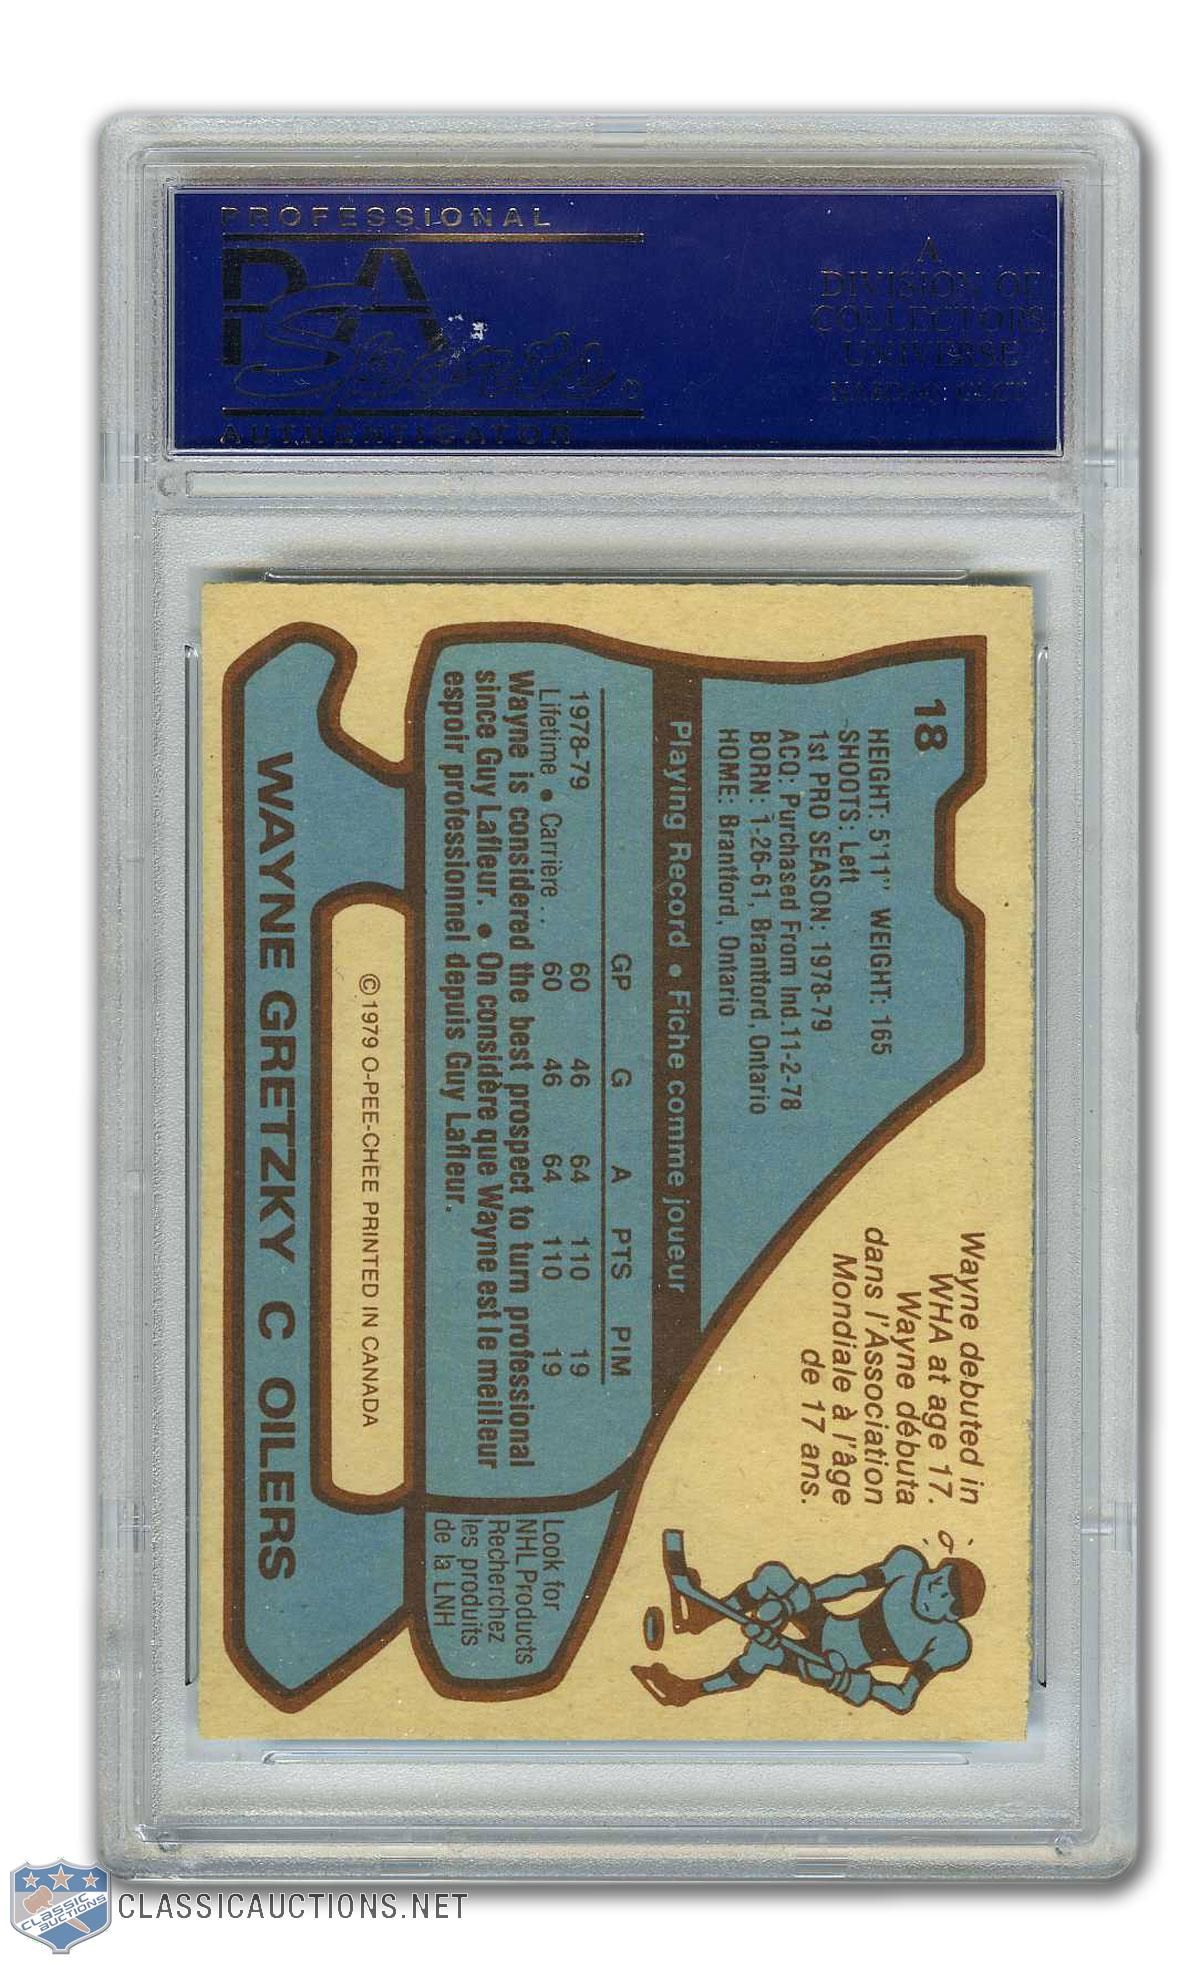 PROFESSIONAL
PSA
Sports
AUTHENTICATOR
A
DIVISION OF
COLLECTORS
UNIVERSE
NASDAQ: CLCT
18
HEIGHT: 5'11" WEIGHT: 165
SHOOTS: Left
1st PRO SEASON: 1978-79
ACQ: Purchased From Ind.11-2-78
BORN: 1-26-61, Brantford, Ontario
HOME: Brantford, Ontario
Wayne debuted in
WHA at age 17.
Wayne débuta
dans l'Association
Mondiale à l'âge
de 17 ans.
Playing Record • Fiche comme joueur
GP G A PTS PIM
1978-79 60 46 64 110 19
Lifetime • Carrière .. 60 46 64 110 19
Wayne is considered the best prospect to turn professional
since Guy Lafleur. • On considère que Wayne est le meilleur
espoir professionnel depuis Guy Lafleur.
Look for
NHL Products
Recherchez
les produits
de la LNH
© 1979 O-PEE-CHEE PRINTED IN CANADA
WAYNE GRETZKY C OILERS
CLASSIC
AUCTIONS
CLASSICAUCTIONS.NET